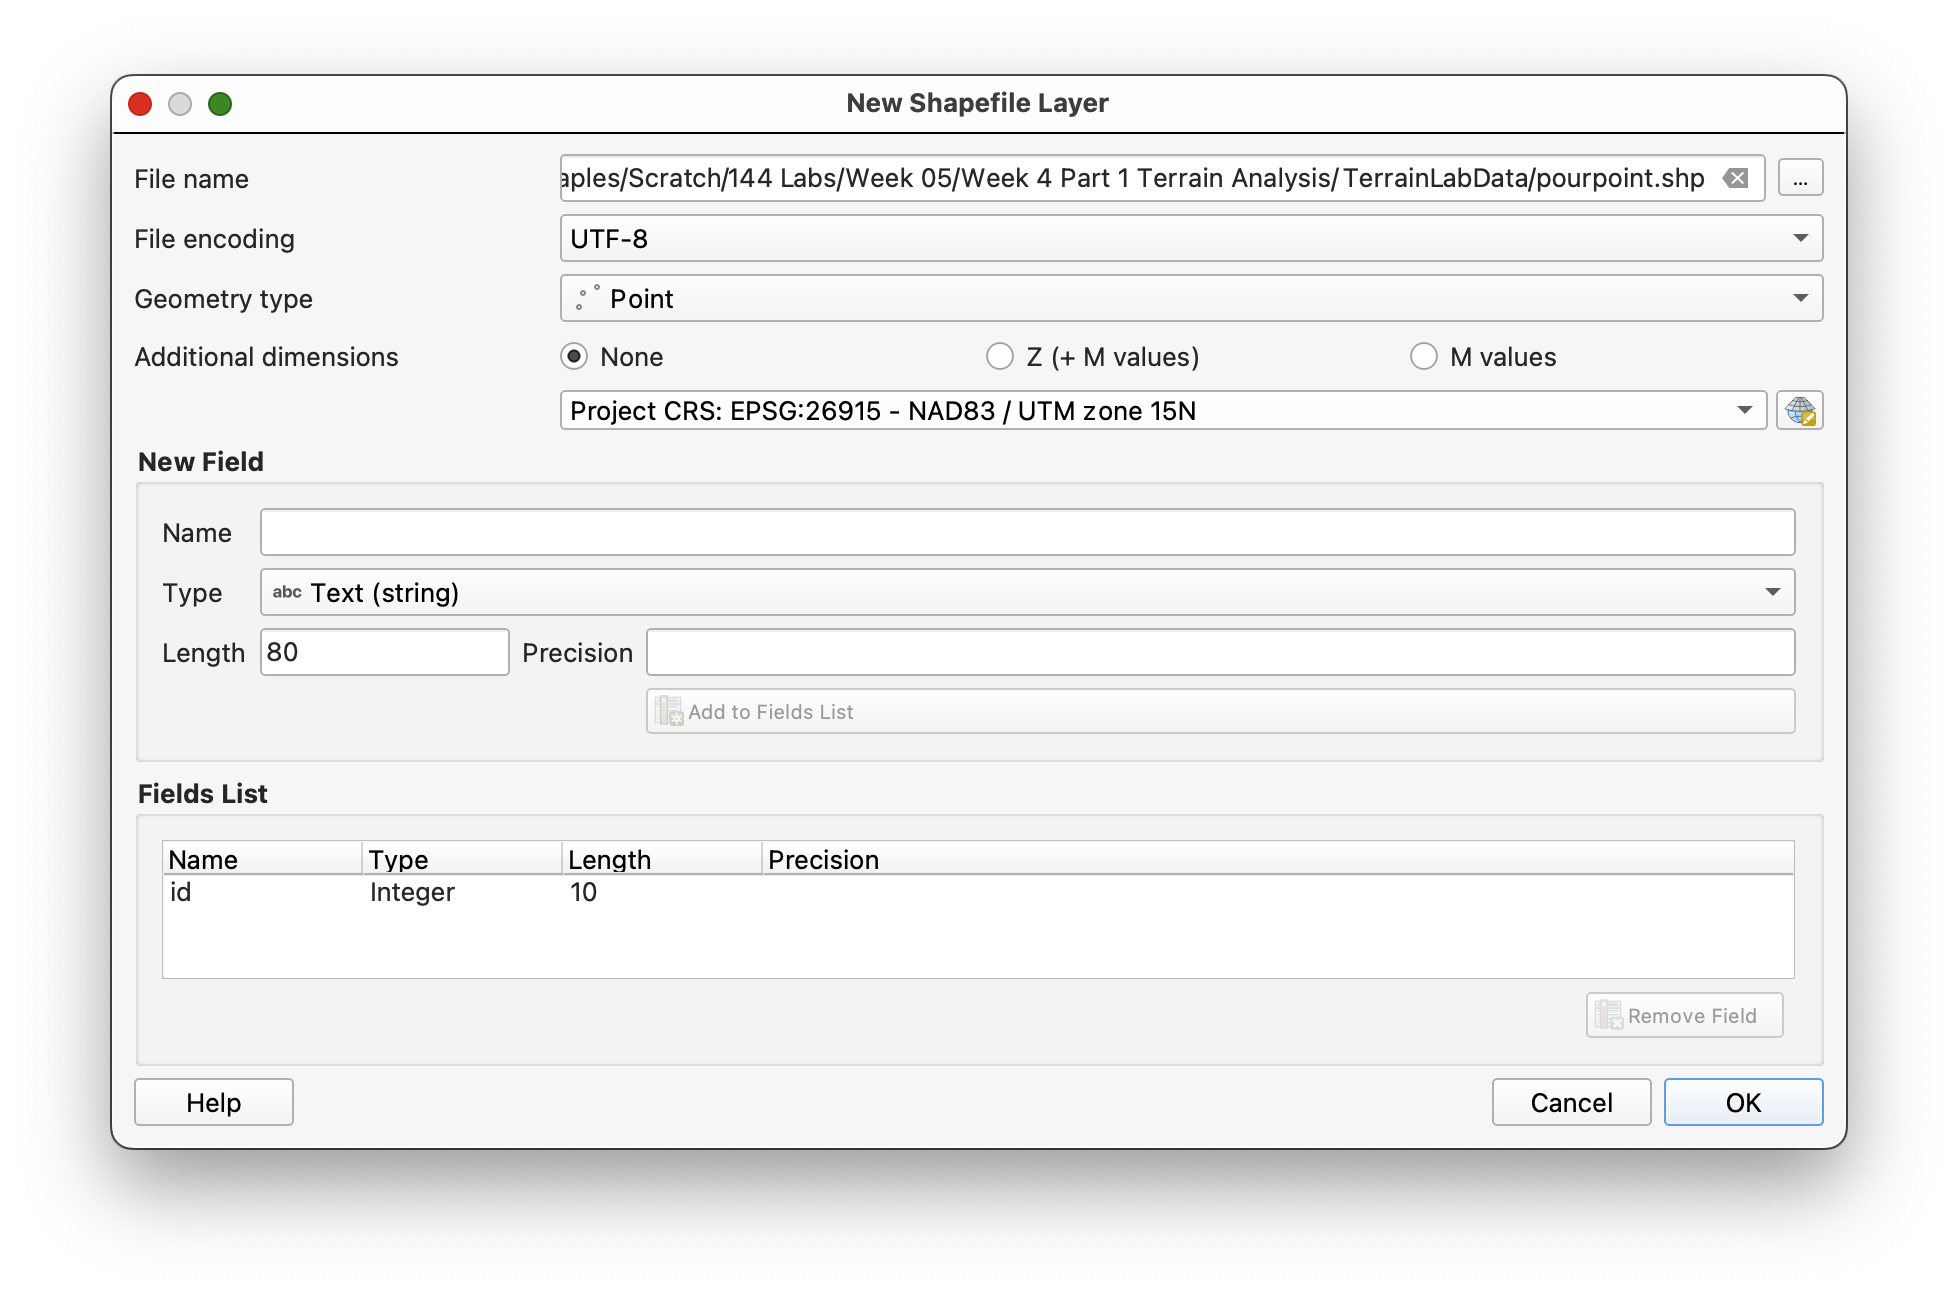 New Shapefile Layer
File name
aples/Scratch/144 Labs/Week 05/Week 4 Part 1 Terrain Analysis/TerrainLabData/pourpoint.shp
...
File encoding
UTF-8
Geometry type
Point
Additional dimensions
None
Z (+ M values)
M values
Project CRS: EPSG:26915 - NAD83 / UTM zone 15N
New Field
Name
Type
abc Text (string)
Length
80
Precision
Add to Fields List
Fields List
Name Type Length Precision
id Integer 10
Remove Field
Help
Cancel
OK